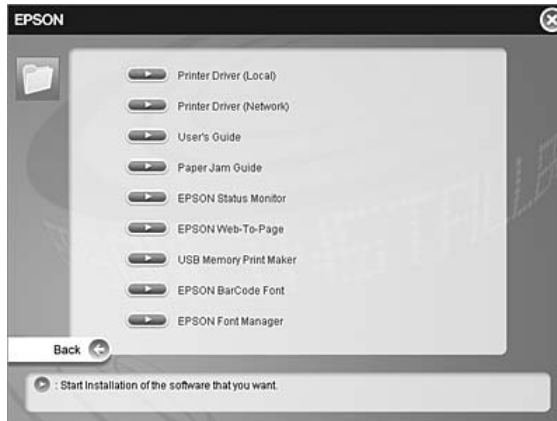 EPSON
Printer Driver (Local)
Printer Driver (Network)
User's Guide
Paper Jam Guide
EPSON Status Monitor
EPSON Web-To-Page
USB Memory Print Maker
EPSON BarCode Font
EPSON Font Manager
Back
: Start Installation of the software that you want.